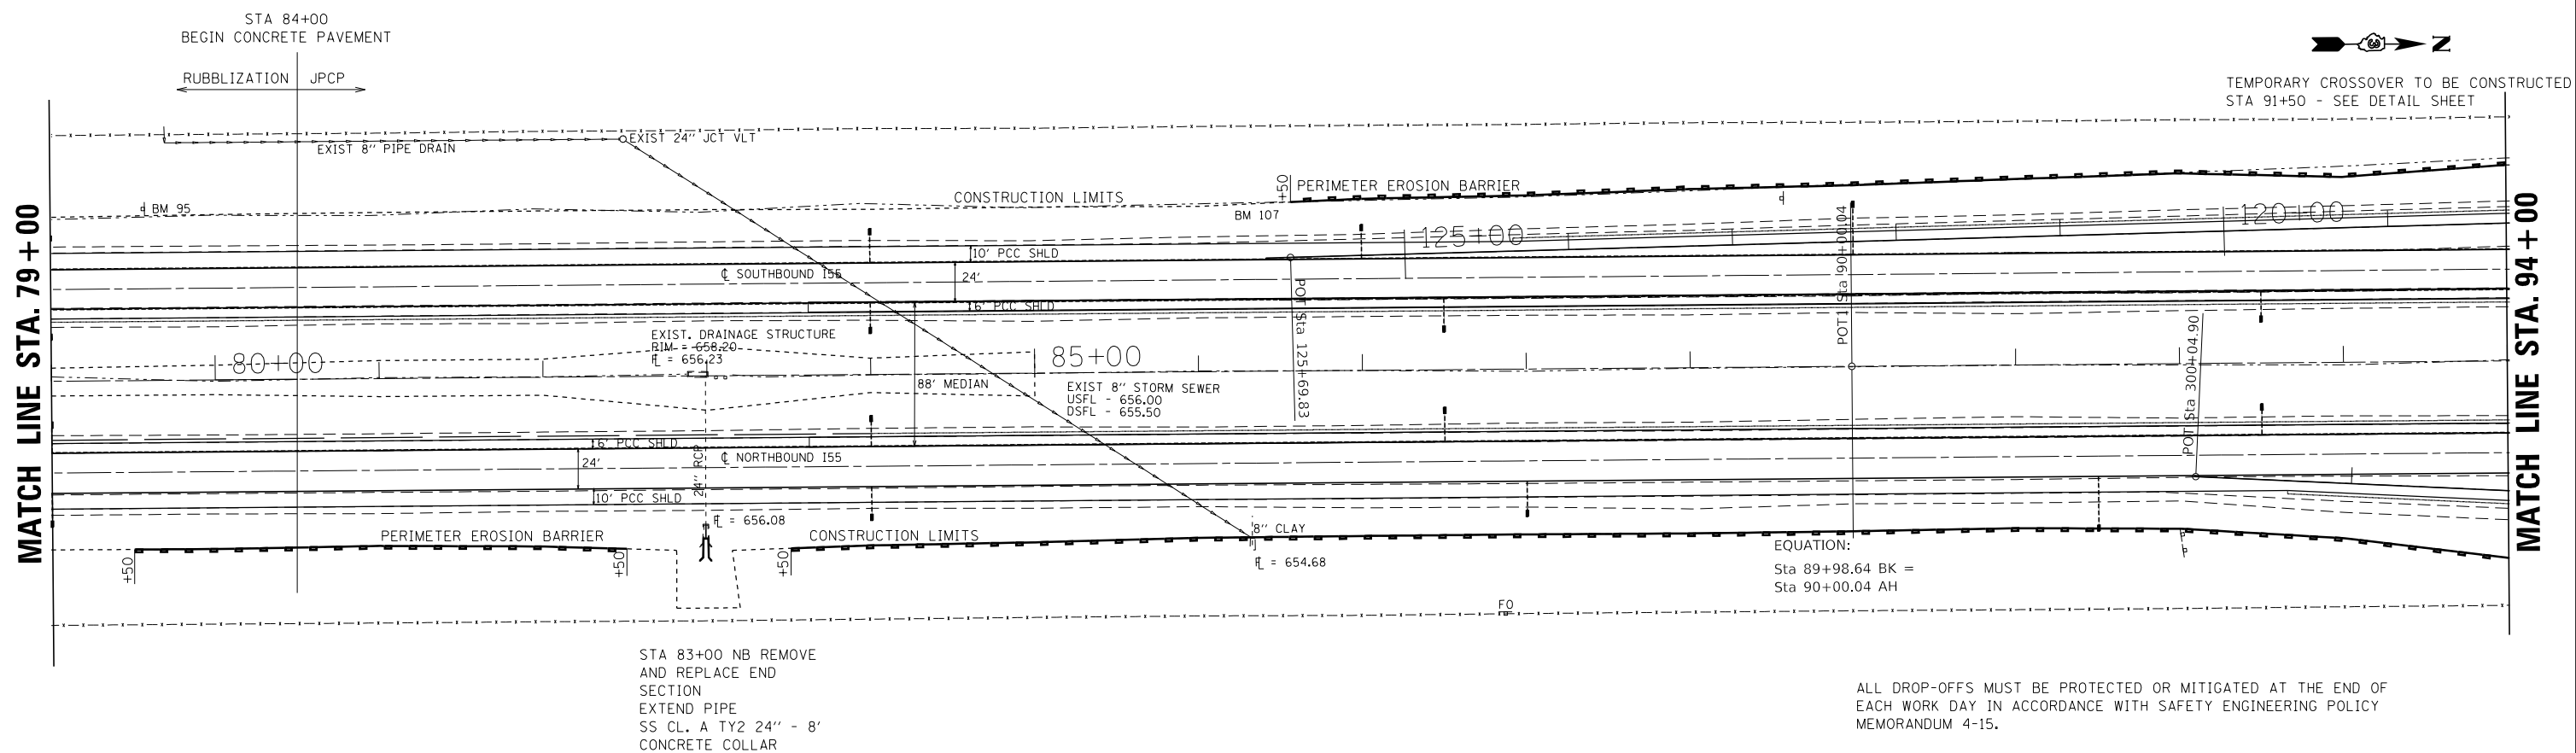 STA 84+00
BEGIN CONCRETE PAVEMENT
RUBBLIZATION
JPCP
N
TEMPORARY CROSSOVER TO BE CONSTRUCTED
STA 91+50 - SEE DETAIL SHEET
MATCH LINE STA. 79+00
EXIST 8" PIPE DRAIN
EXIST 24" JCT VLT
BM 95
CONSTRUCTION LIMITS
+50
PERIMETER EROSION BARRIER
BM 107
125+00
120+00
10' PCC SHLD
℄ SOUTHBOUND I55
24'
6' PCC SHLD
POT Sta 125+69.83
POT1 Sta 90+00.04
POT Sta 300+04.90
EXIST. DRAINAGE STRUCTURE
RIM = 658.20
FL = 656.23
80+00
85+00
88' MEDIAN
EXIST 8" STORM SEWER
USFL - 656.00
DSFL - 655.50
6' PCC SHLD
24'
24" RCP
℄ NORTHBOUND I55
10' PCC SHLD
FL = 656.08
PERIMETER EROSION BARRIER
CONSTRUCTION LIMITS
+50
+50
+50
8" CLAY
FL = 654.68
EQUATION:
Sta 89+98.64 BK =
Sta 90+00.04 AH
FO
MATCH LINE STA. 94+00
STA 83+00 NB REMOVE
AND REPLACE END
SECTION
EXTEND PIPE
SS CL. A TY2 24" - 8'
CONCRETE COLLAR
ALL DROP-OFFS MUST BE PROTECTED OR MITIGATED AT THE END OF
EACH WORK DAY IN ACCORDANCE WITH SAFETY ENGINEERING POLICY
MEMORANDUM 4-15.